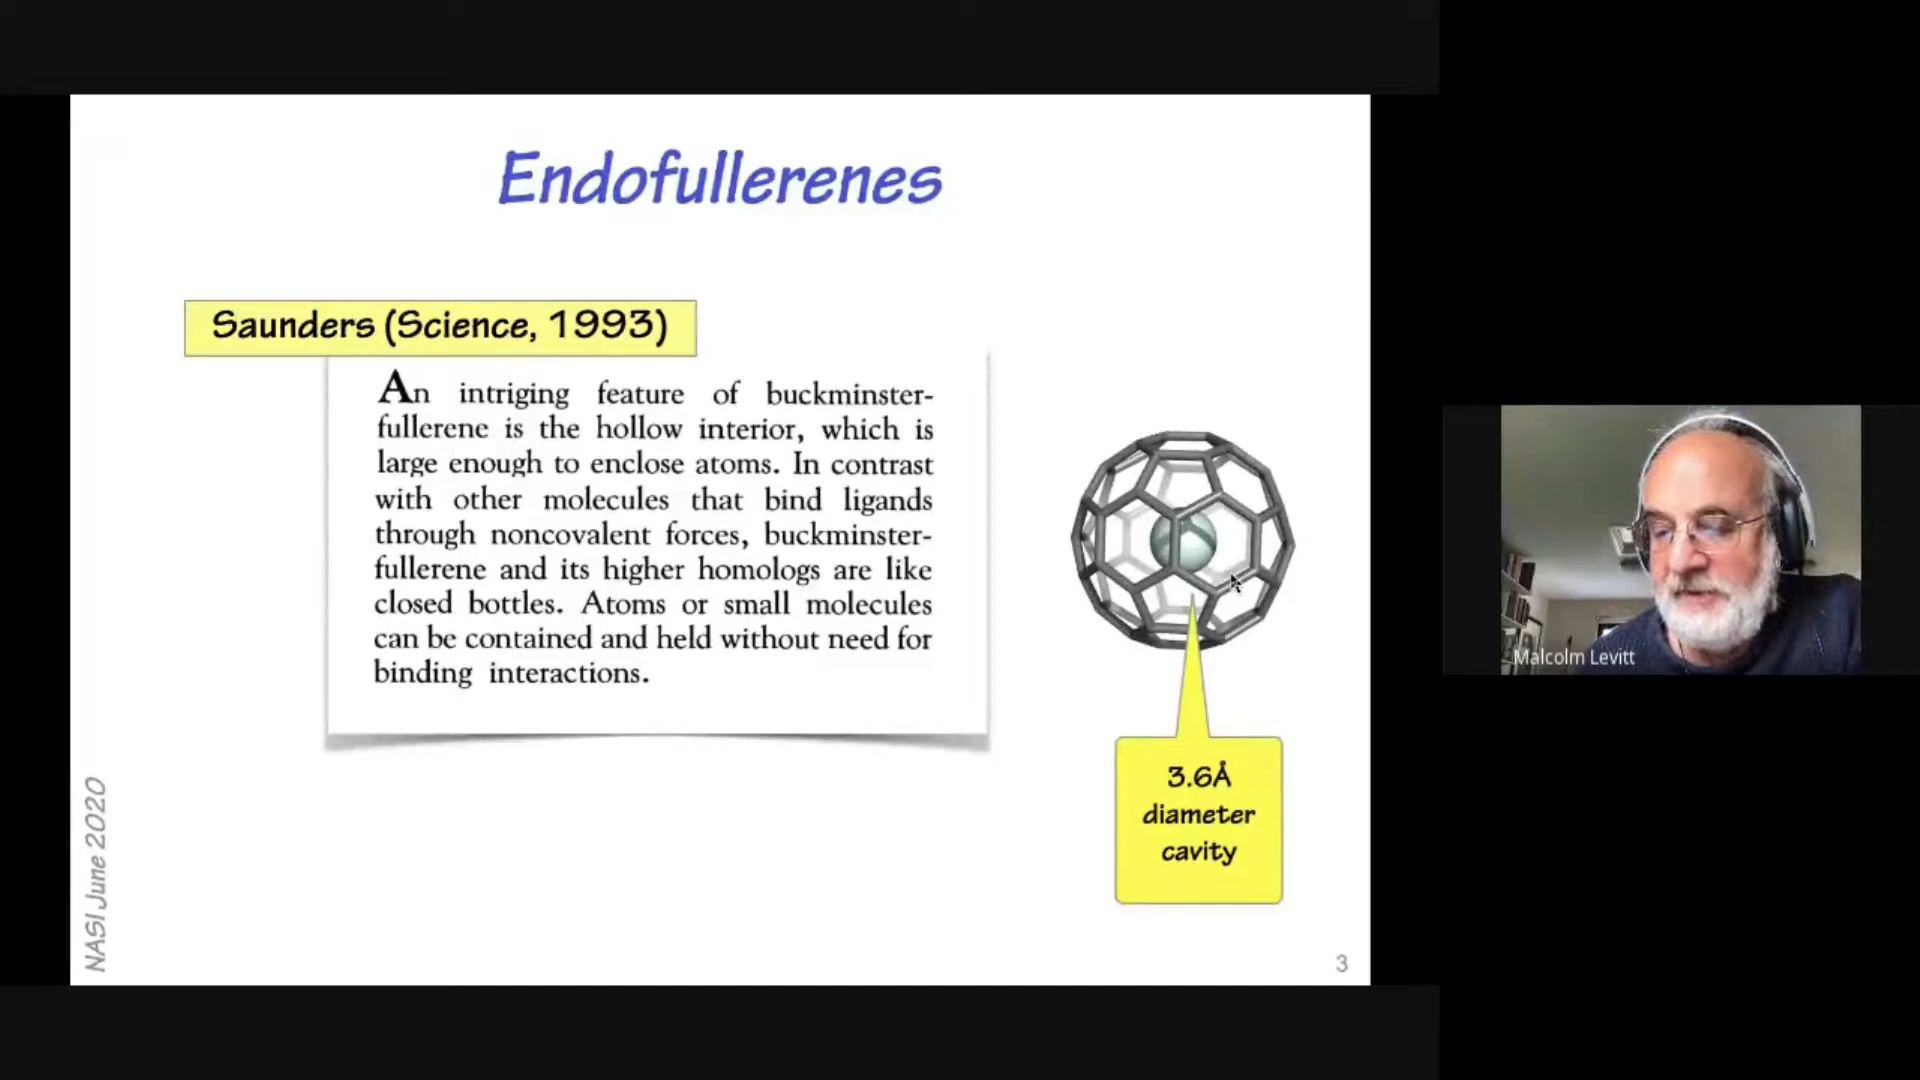 Endofullerenes
Saunders (Science, 1993)
An intriging feature of buckminster-
fullerene is the hollow interior, which is
large enough to enclose atoms. In contrast
with other molecules that bind ligands
through noncovalent forces, buckminster-
fullerene and its higher homologs are like
closed bottles. Atoms or small molecules
can be contained and held without need for
binding interactions.
3.6Å
diameter
cavity
NASI June 2020
3
Malcolm Levitt